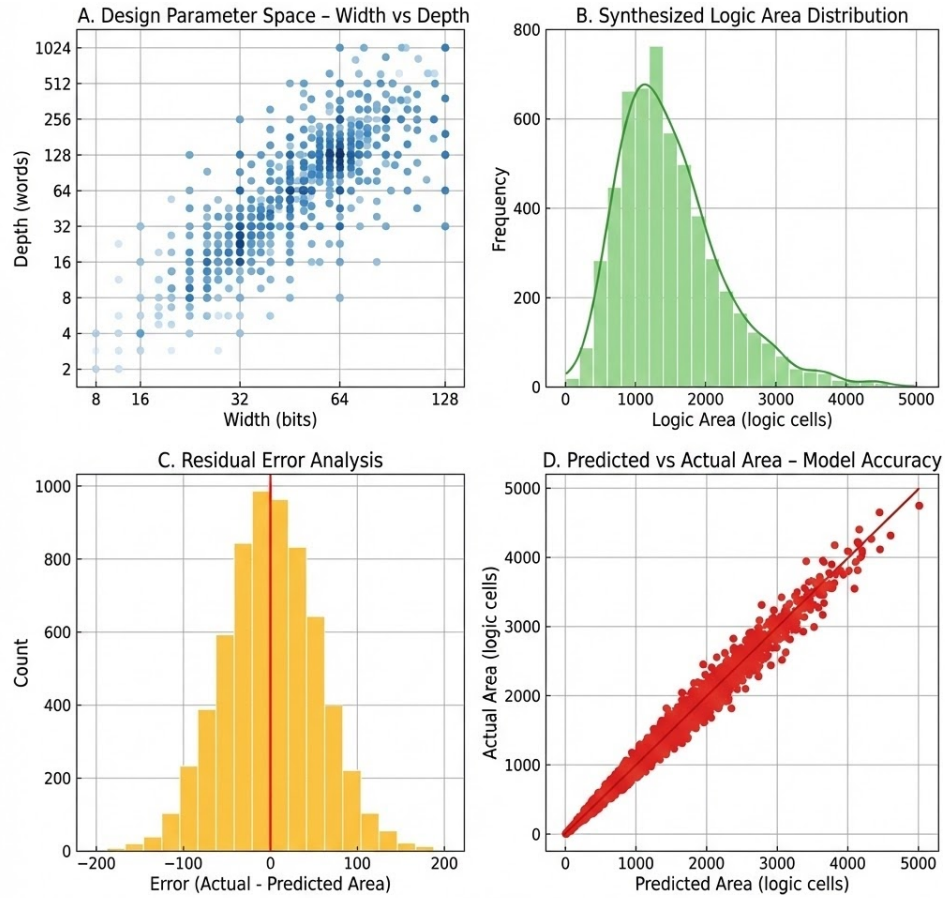 A. Design Parameter Space – Width vs Depth
1024
512
256
128
64
32
16
8
4
2
Depth (words)
8 16 32 64 128
Width (bits)
B. Synthesized Logic Area Distribution
800
600
400
200
0
Frequency
0 1000 2000 3000 4000 5000
Logic Area (logic cells)
C. Residual Error Analysis
1000
800
600
400
200
0
Count
−200 −100 0 100 200
Error (Actual - Predicted Area)
D. Predicted vs Actual Area – Model Accuracy
5000
4000
3000
2000
1000
0
Actual Area (logic cells)
0 1000 2000 3000 4000 5000
Predicted Area (logic cells)